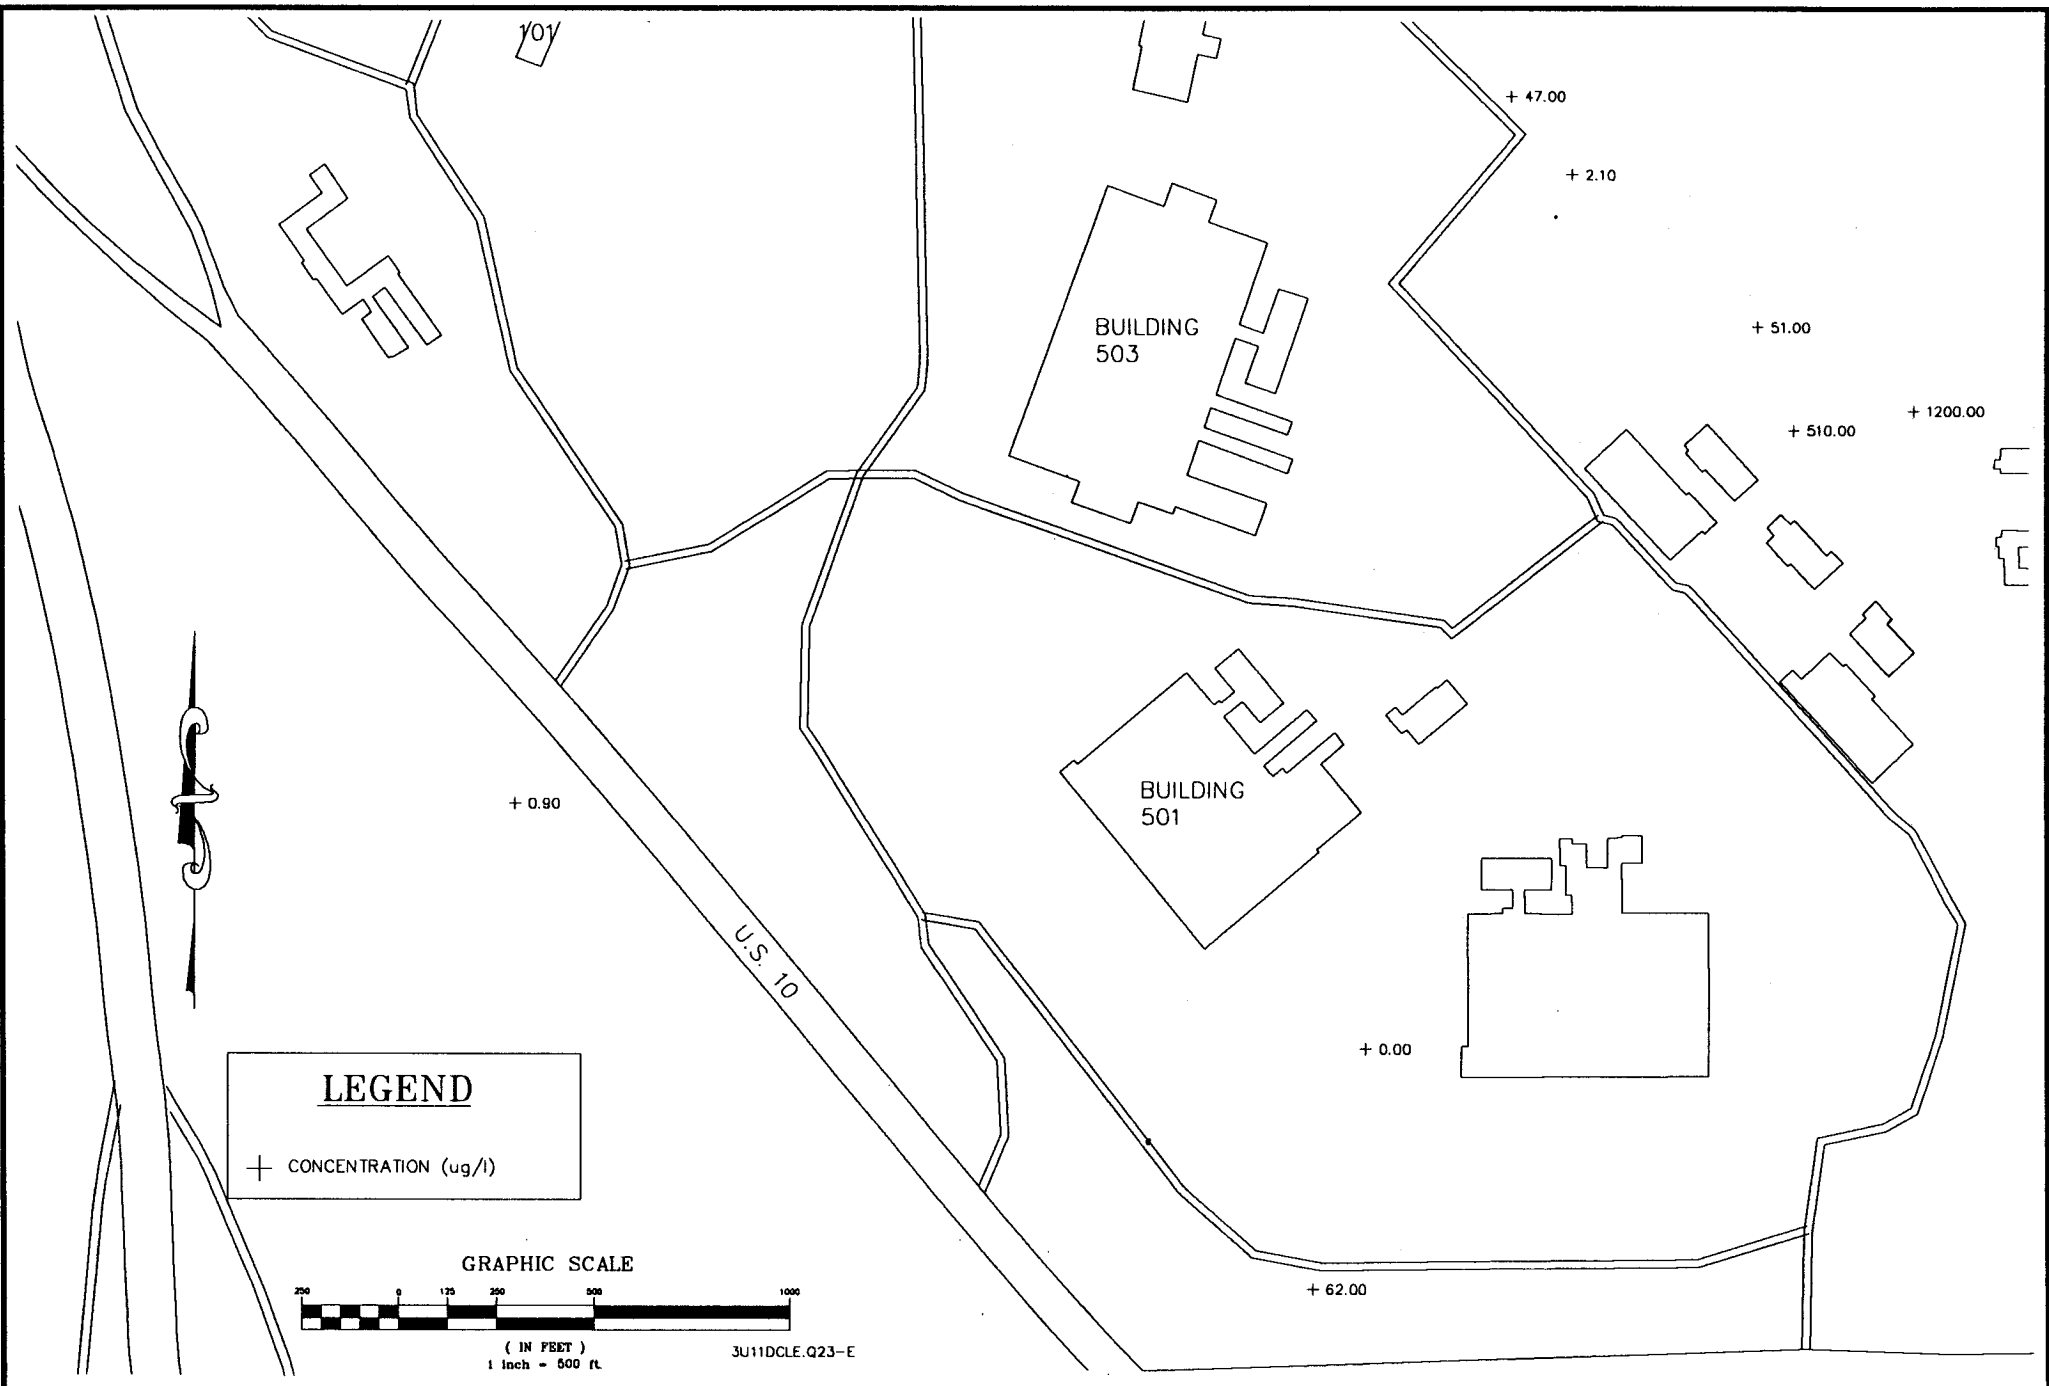 101
+ 47.00
+ 2.10
BUILDING
503
+ 51.00
+ 1200.00
+ 510.00
BUILDING
501
+ 0.90
U.S. 10
+ 0.00
LEGEND
+ CONCENTRATION (ug/l)
GRAPHIC SCALE
250 0 125 250 500 1000
( IN FEET )
1 inch = 500 ft.
3U11DCLE.Q23-E
+ 62.00